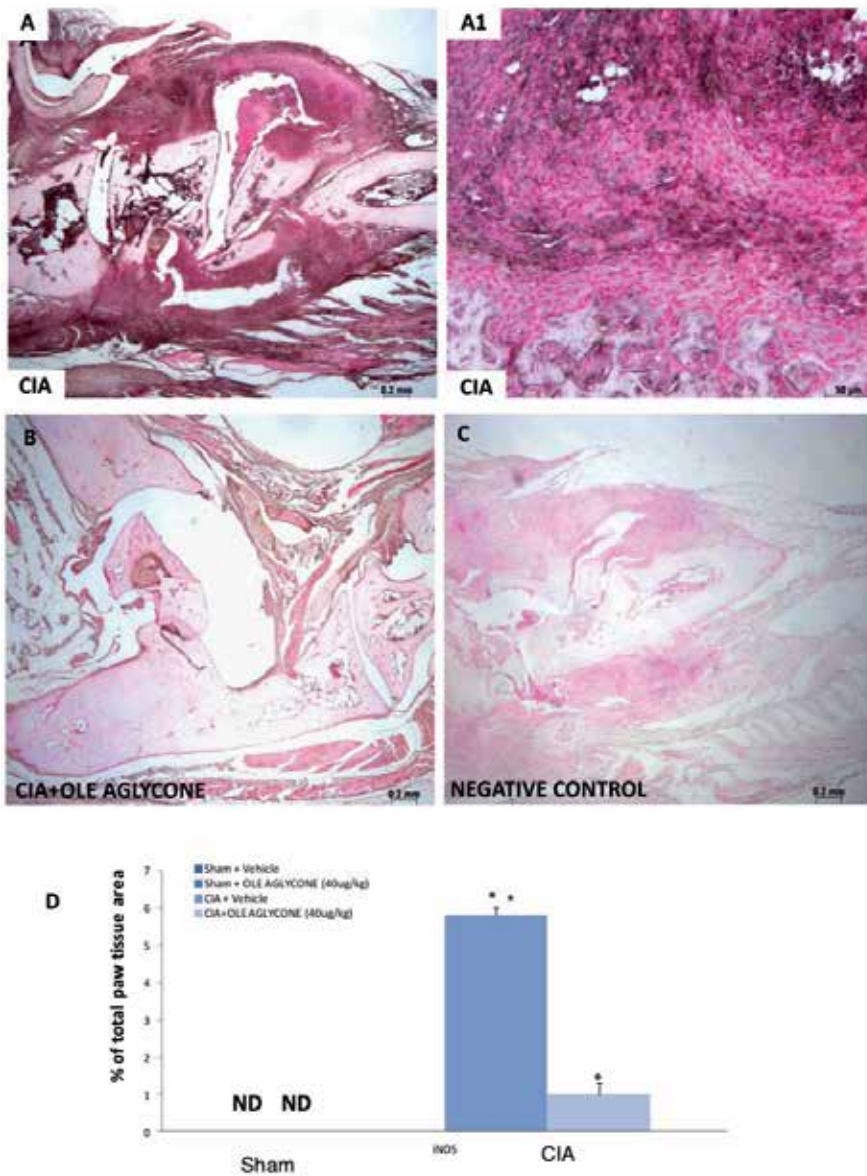 A
CIA
0.2 mm
A1
CIA
50 µm
B
CIA+OLE AGLYCONE
0.2 mm
C
NEGATIVE CONTROL
0.2 mm
D
% of total paw tissue area
7
6
5
4
3
2
1
0
Sham + Vehicle
Sham + OLE AGLYCONE (40ug/kg)
CIA + Vehicle
CIA+OLE AGLYCONE (40ug/kg)
* *
*
ND ND
Sham
iNOS
CIA